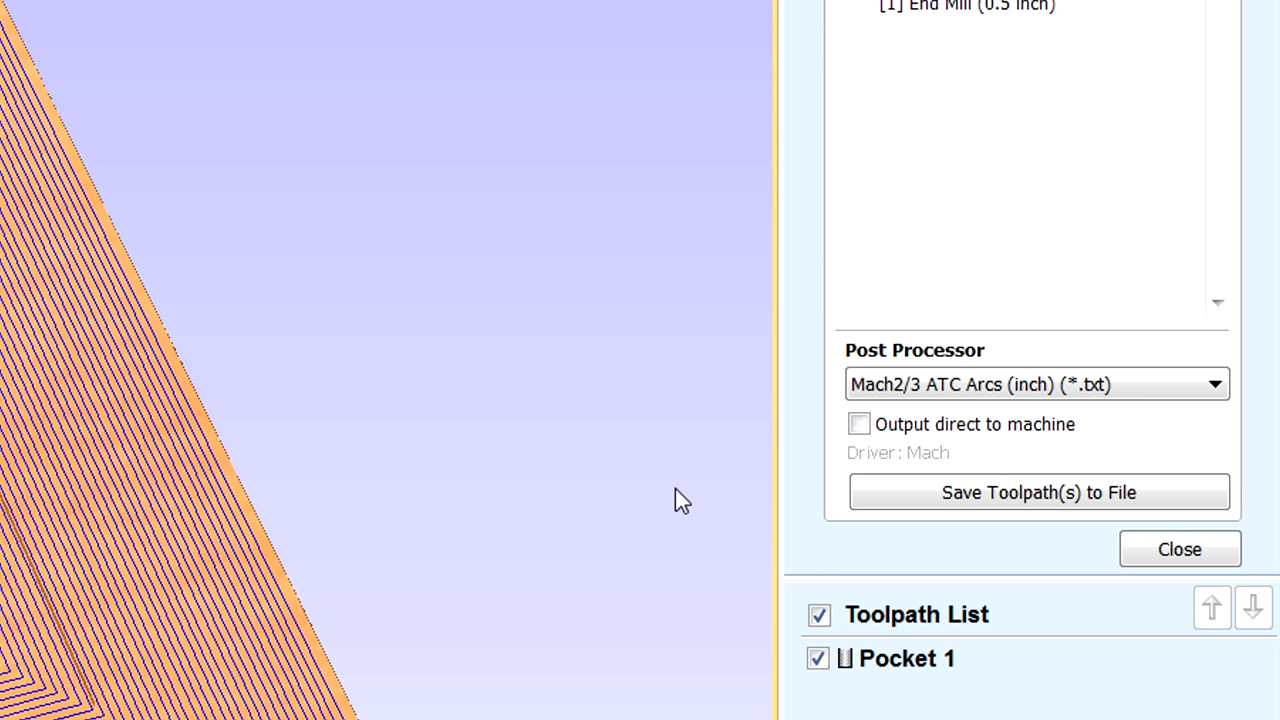 [1] End Mill (0.5 inch)
Post Processor
Mach2/3 ATC Arcs (inch) (*.txt)
Output direct to machine
Driver: Mach
Save Toolpath(s) to File
Close
Toolpath List
Pocket 1